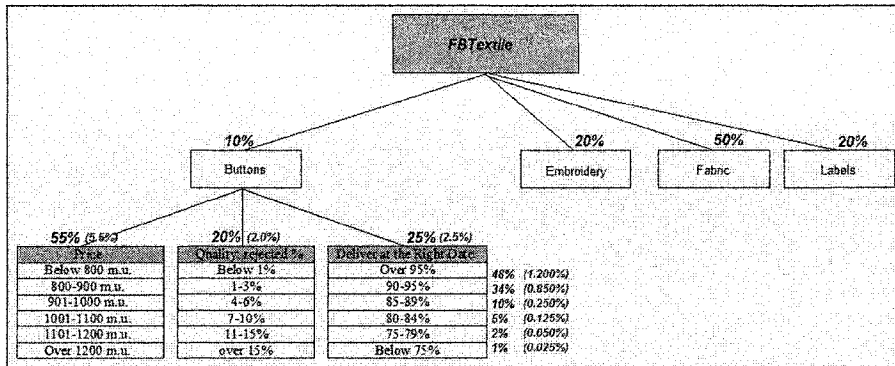 FBTextile
10% 20% 50% 20%
Buttons Embroidery Fabric Labels
55% (5.5%) 20% (2.0%) 25% (2.5%)
Price Quality: rejected % Deliver at the Right Date
Below 800 m.u. Below 1% Over 95% 48% (1.200%)
800-900 m.u. 1-3% 90-95% 34% (0.850%)
901-1000 m.u. 4-6% 85-89% 10% (0.250%)
1001-1100 m.u. 7-10% 80-84% 5% (0.125%)
1101-1200 m.u. 11-15% 75-79% 2% (0.050%)
Over 1200 m.u. over 15% Below 75% 1% (0.025%)